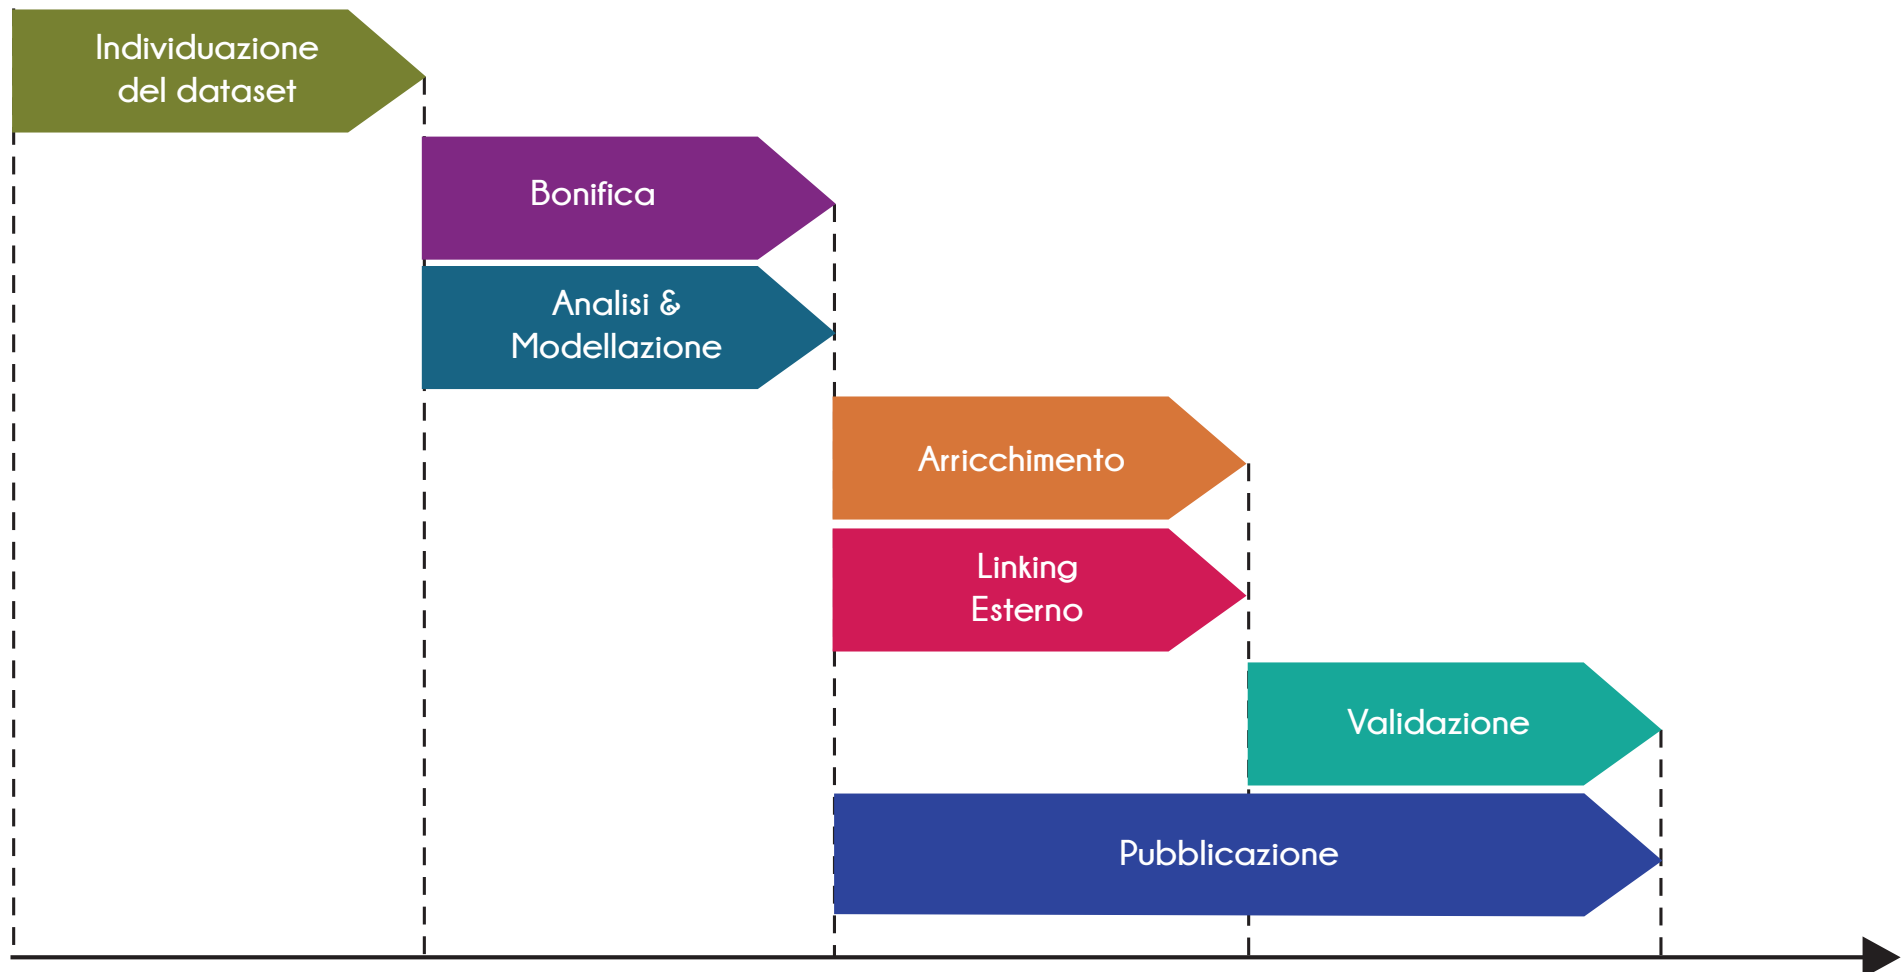 Individuazione
del dataset
Bonifica
Analisi &
Modellazione
Arricchimento
Linking
Esterno
Validazione
Pubblicazione